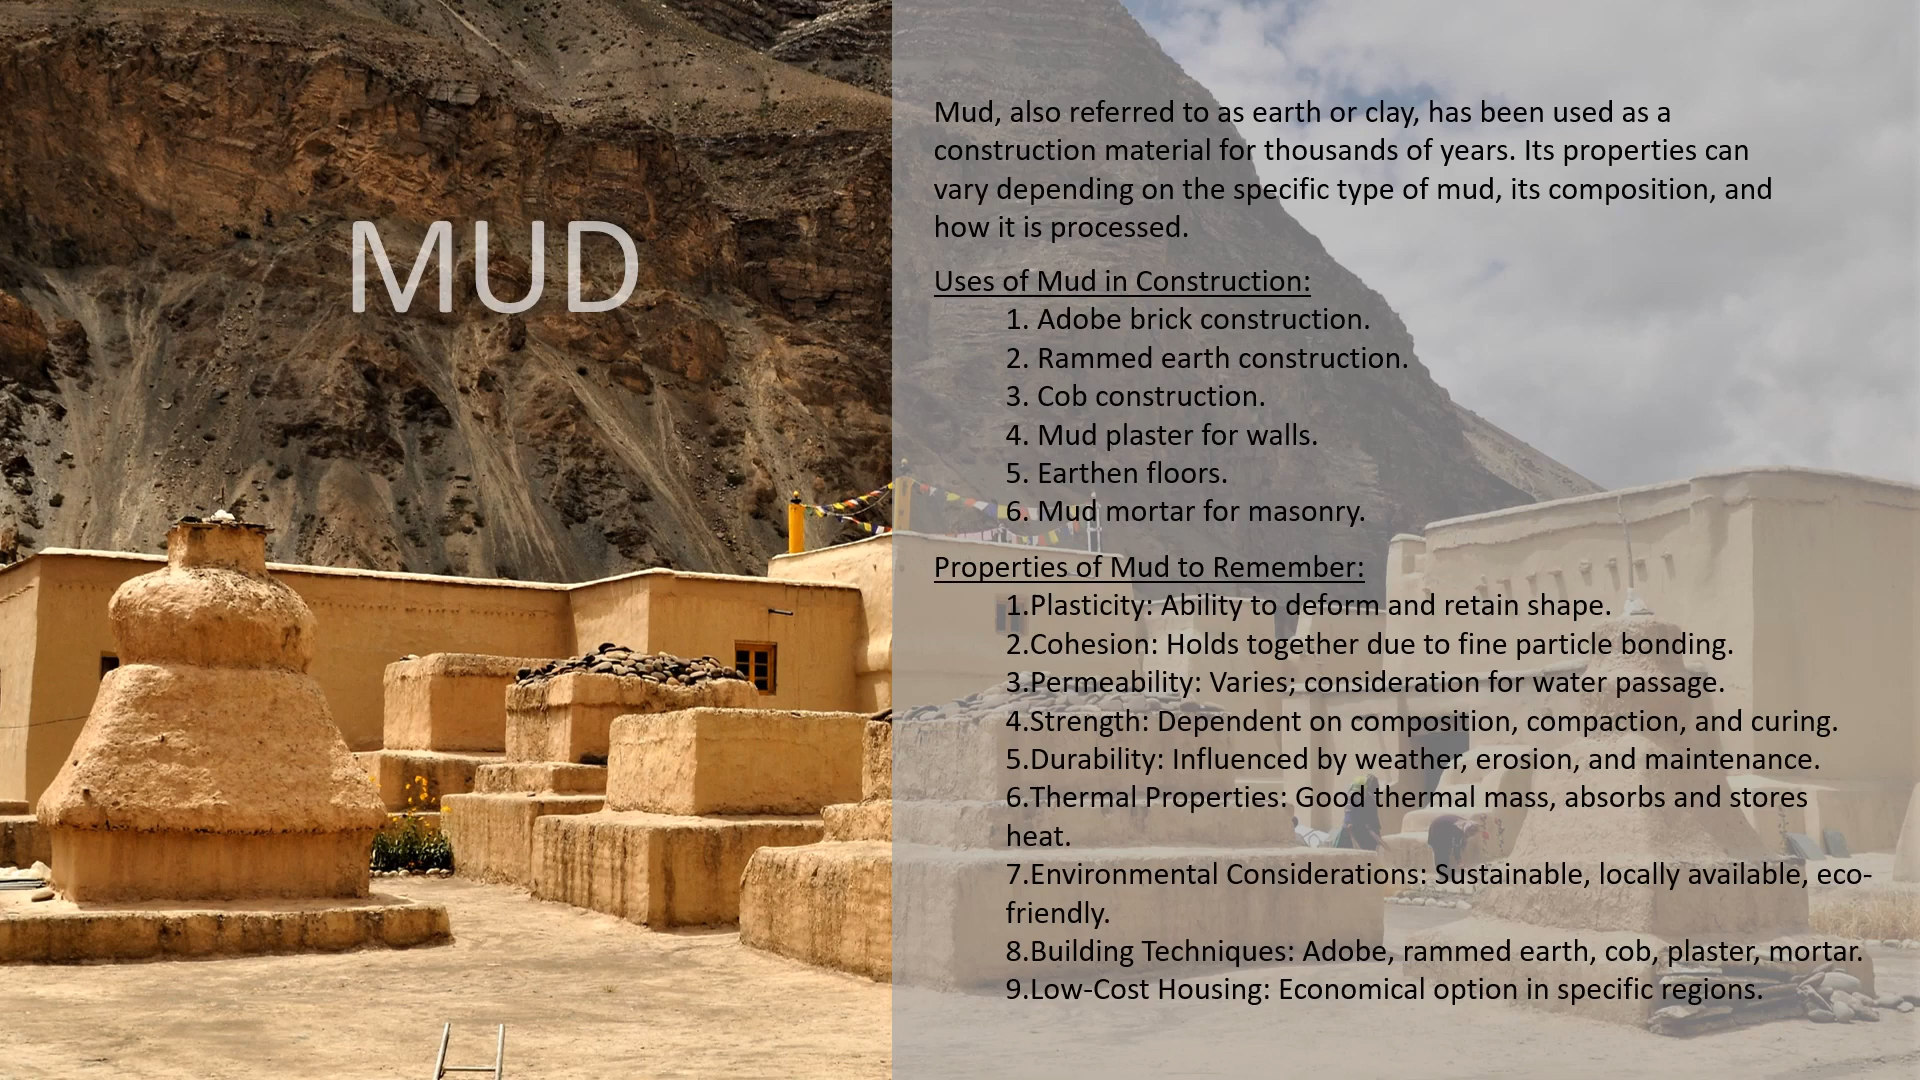 MUD
Mud, also referred to as earth or clay, has been used as a
construction material for thousands of years. Its properties can
vary depending on the specific type of mud, its composition, and
how it is processed.
Uses of Mud in Construction:
1. Adobe brick construction.
2. Rammed earth construction.
3. Cob construction.
4. Mud plaster for walls.
5. Earthen floors.
6. Mud mortar for masonry.
Properties of Mud to Remember:
1.Plasticity: Ability to deform and retain shape.
2.Cohesion: Holds together due to fine particle bonding.
3.Permeability: Varies; consideration for water passage.
4.Strength: Dependent on composition, compaction, and curing.
5.Durability: Influenced by weather, erosion, and maintenance.
6.Thermal Properties: Good thermal mass, absorbs and stores
heat.
7.Environmental Considerations: Sustainable, locally available, eco-
friendly.
8.Building Techniques: Adobe, rammed earth, cob, plaster, mortar.
9.Low-Cost Housing: Economical option in specific regions.